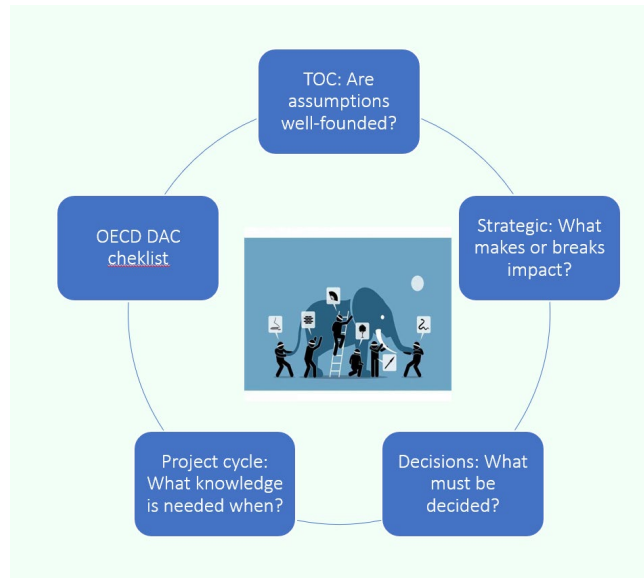 TOC: Are
assumptions
well-founded?
Strategic: What
makes or breaks
impact?
Decisions: What
must be
decided?
Project cycle:
What knowledge
is needed when?
OECD DAC
cheklist